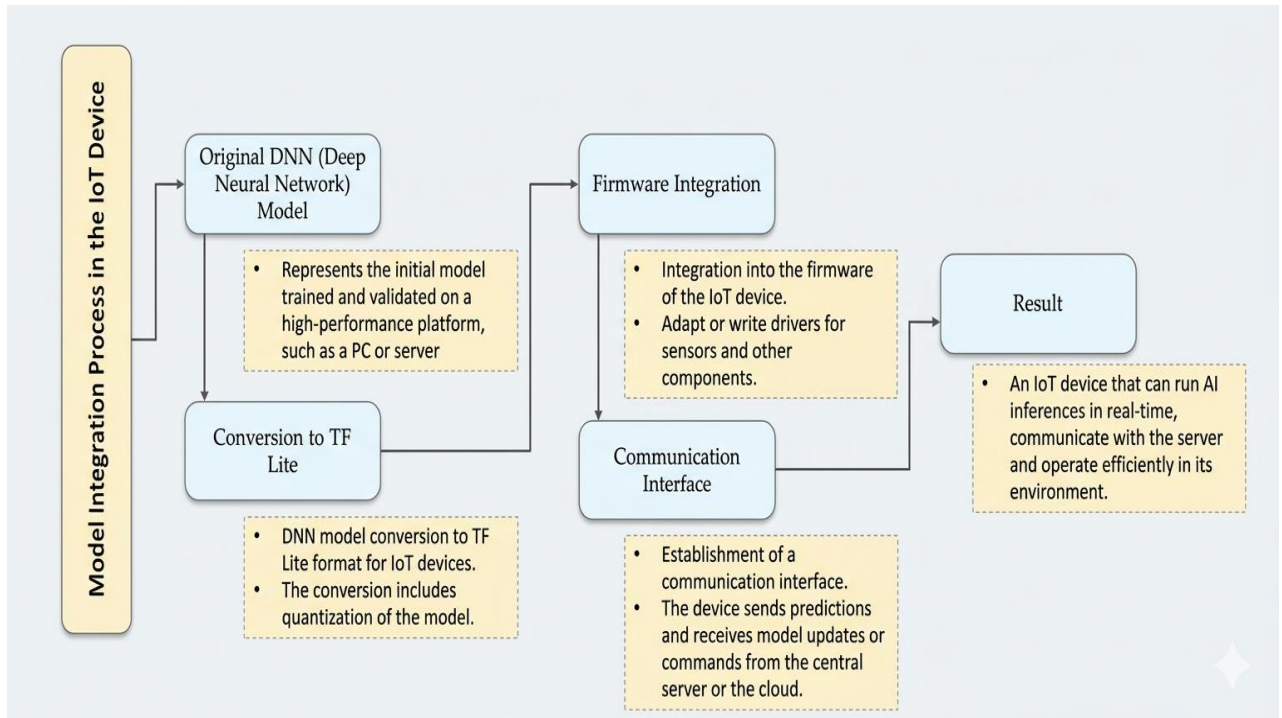 Model Integration Process in the IoT Device
Original DNN (Deep
Neural Network)
Model
• Represents the initial model
trained and validated on a
high-performance platform,
such as a PC or server
Conversion to TF
Lite
• DNN model conversion to TF
Lite format for IoT devices.
• The conversion includes
quantization of the model.
Firmware Integration
• Integration into the firmware
of the IoT device.
• Adapt or write drivers for
sensors and other
components.
Communication
Interface
• Establishment of a
communication interface.
• The device sends predictions
and receives model updates or
commands from the central
server or the cloud.
Result
• An IoT device that can run AI
inferences in real-time,
communicate with the server
and operate efficiently in its
environment.